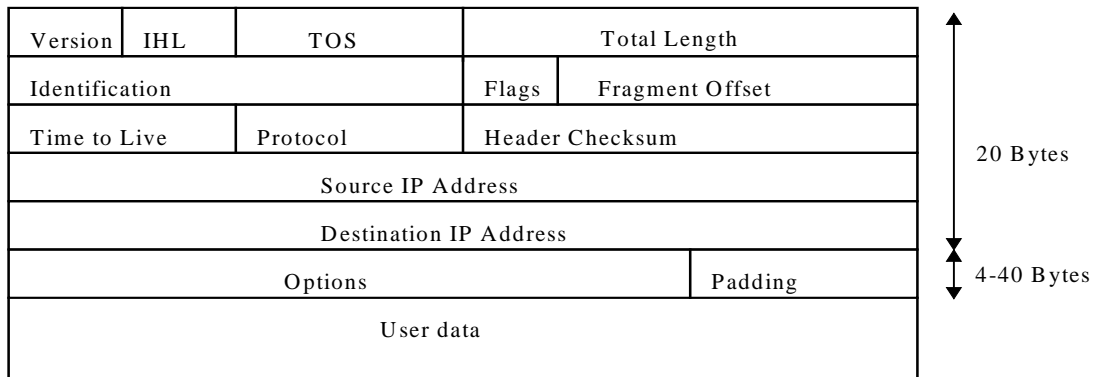 Version IHL TOS Total Length
Identification Flags Fragment Offset
Time to Live Protocol Header Checksum
20 Bytes
Source IP Address
Destination IP Address
Options Padding
4-40 Bytes
User data